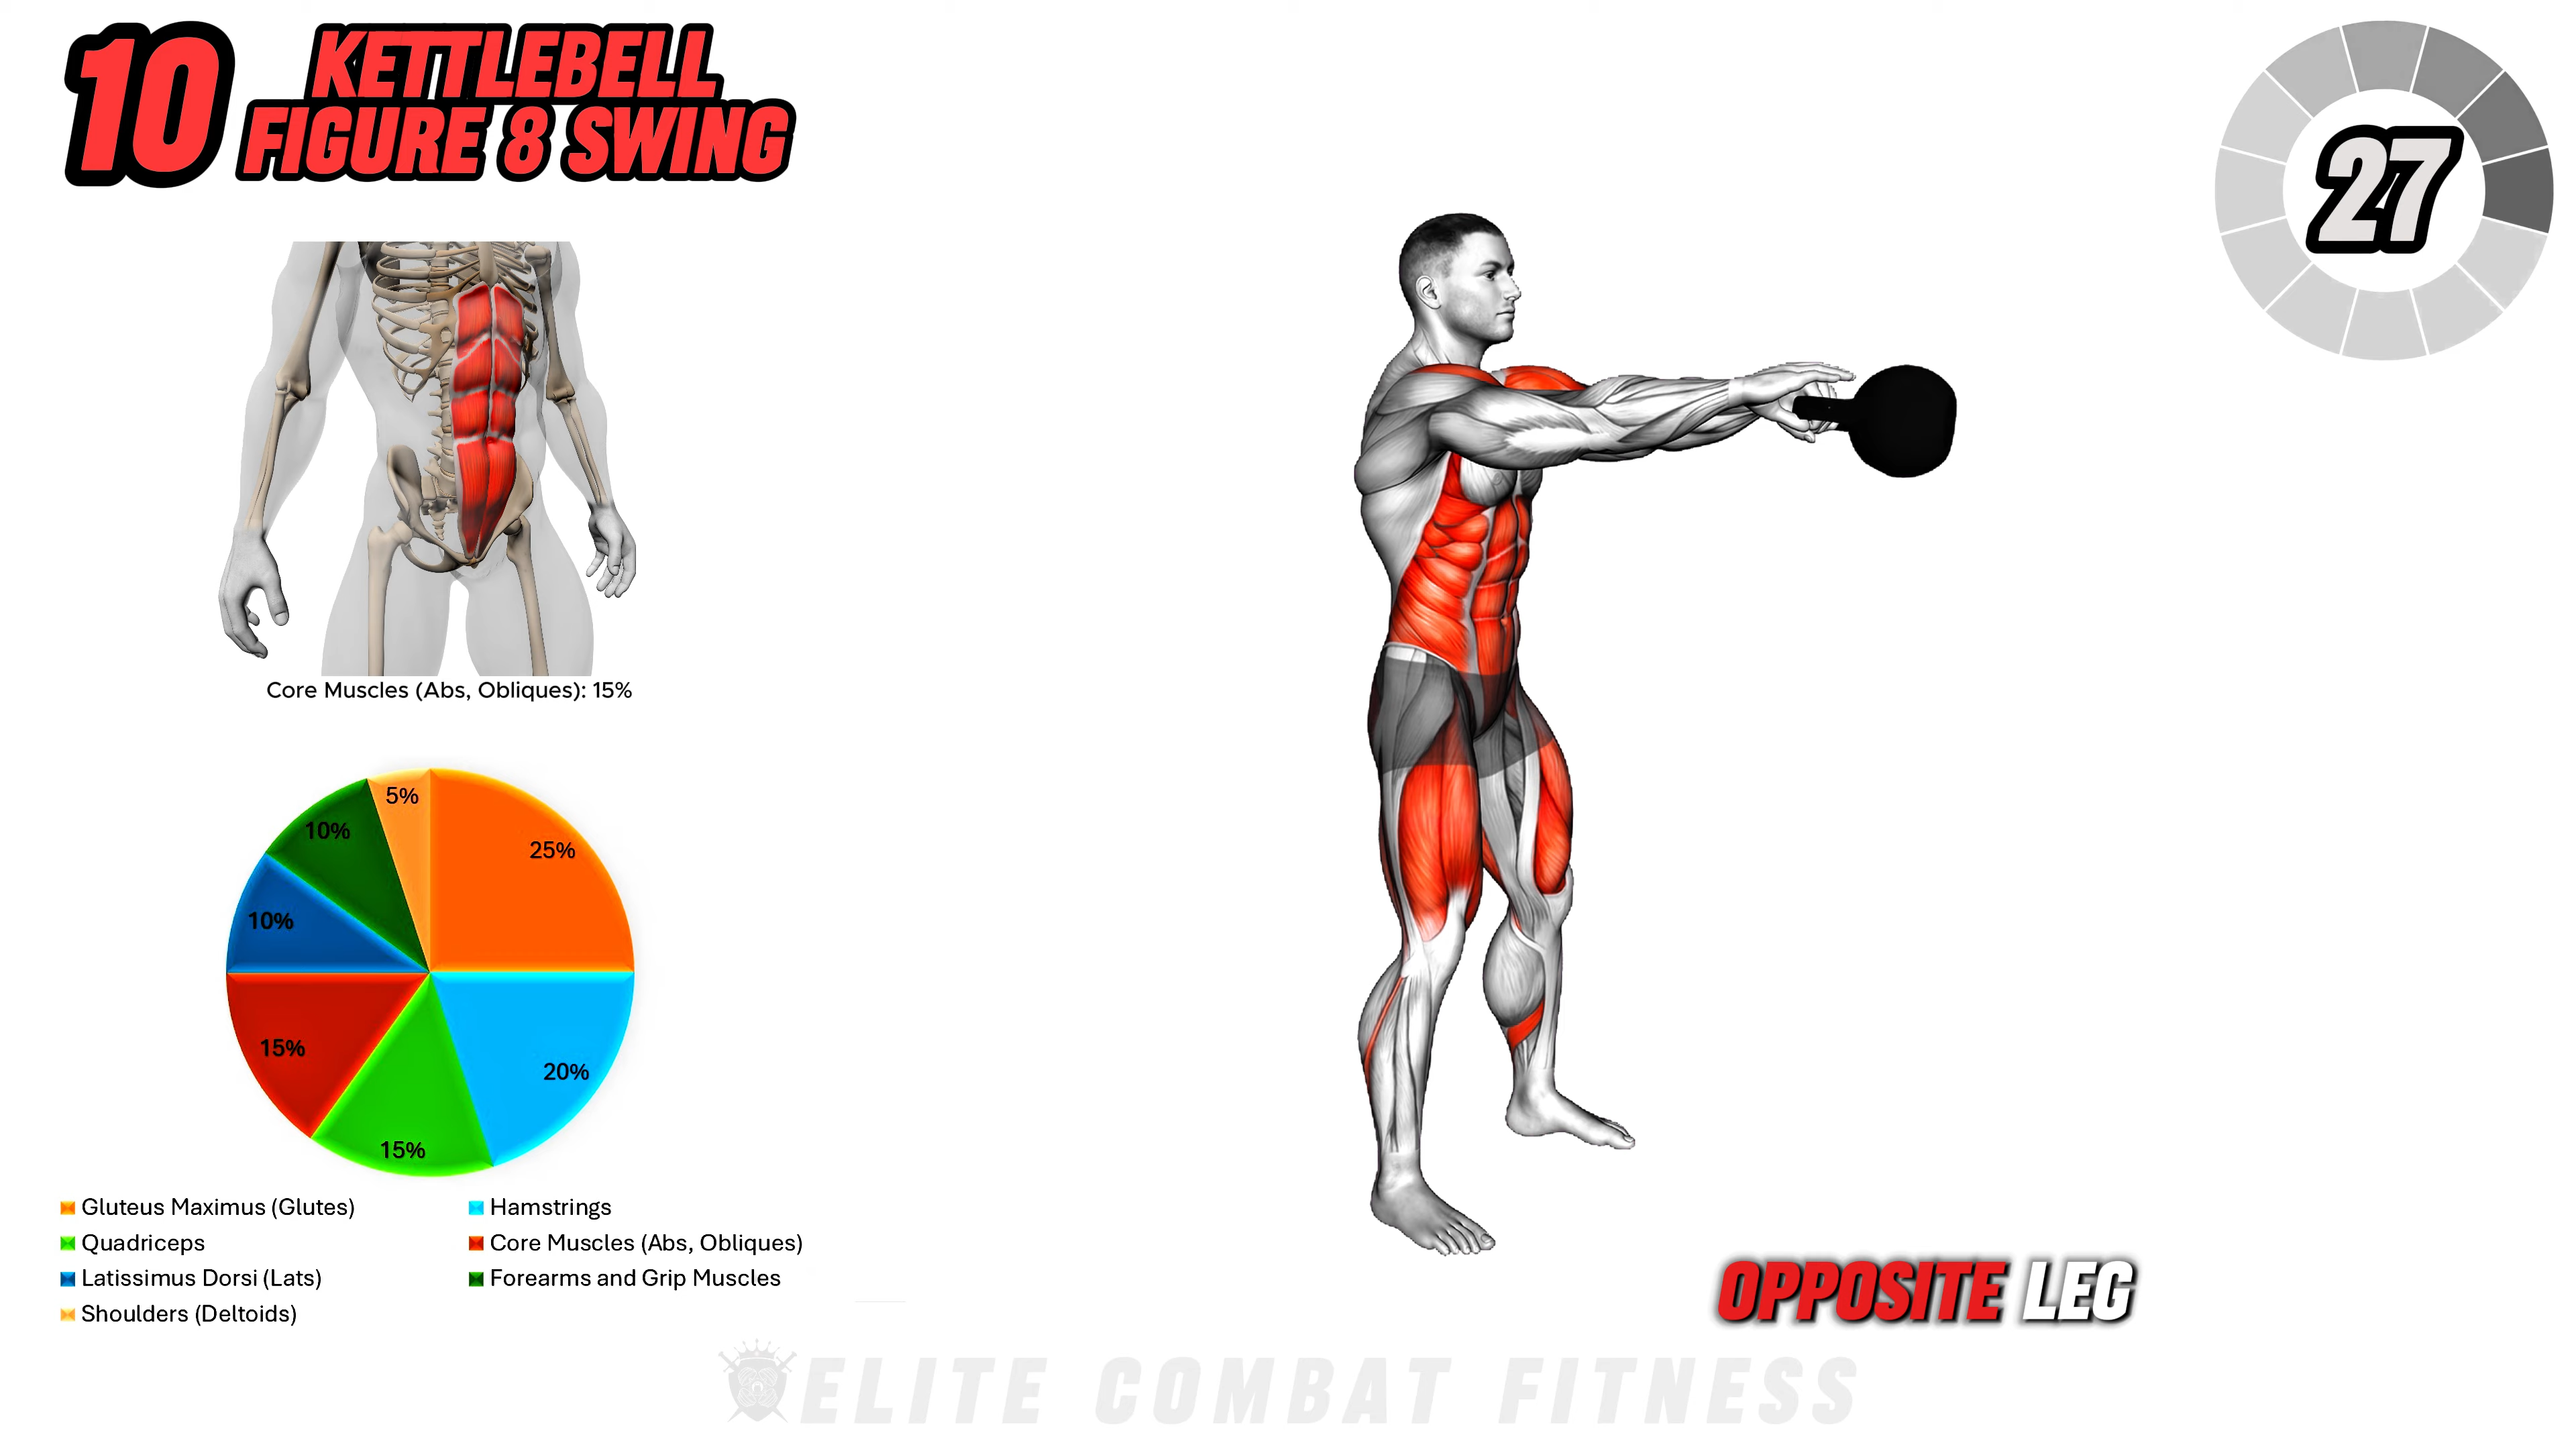 10
KETTLEBELL
FIGURE 8 SWING
27
Core Muscles (Abs, Obliques): 15%
5%
25%
10%
10%
15%
20%
15%
Gluteus Maximus (Glutes)
Hamstrings
Quadriceps
Core Muscles (Abs, Obliques)
Latissimus Dorsi (Lats)
Forearms and Grip Muscles
Shoulders (Deltoids)
OPPOSITE LEG
ELITE COMBAT FITNESS